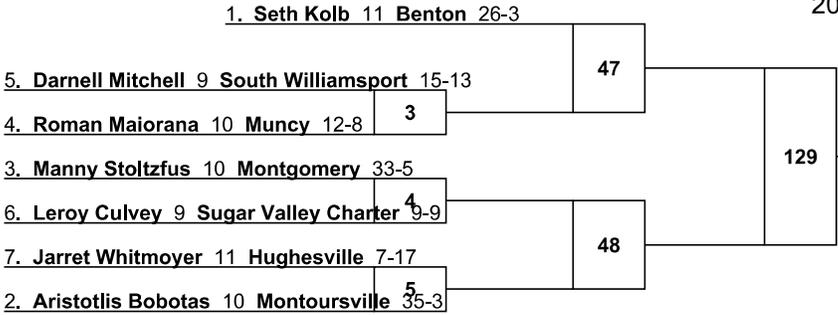 20
1. Seth Kolb 11 Benton 26-3
47
5. Darnell Mitchell 9 South Williamsport 15-13
3
4. Roman Maiorana 10 Muncy 12-8
129
3. Manny Stoltzfus 10 Montgomery 33-5
4
6. Leroy Culvey 9 Sugar Valley Charter 9-9
48
7. Jarret Whitmoyer 11 Hughesville 7-17
5
2. Aristotlis Bobotas 10 Montoursville 35-3